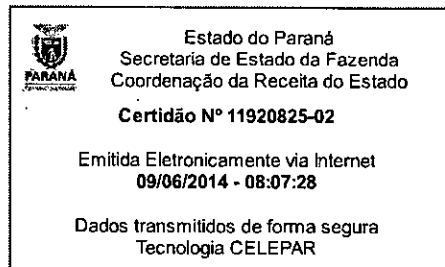 Estado do Paraná
Secretaria de Estado da Fazenda
Coordenação da Receita do Estado
PARANÁ
Certidão Nº 11920825-02
Emitida Eletronicamente via Internet
09/06/2014 - 08:07:28
Dados transmitidos de forma segura
Tecnologia CELEPAR